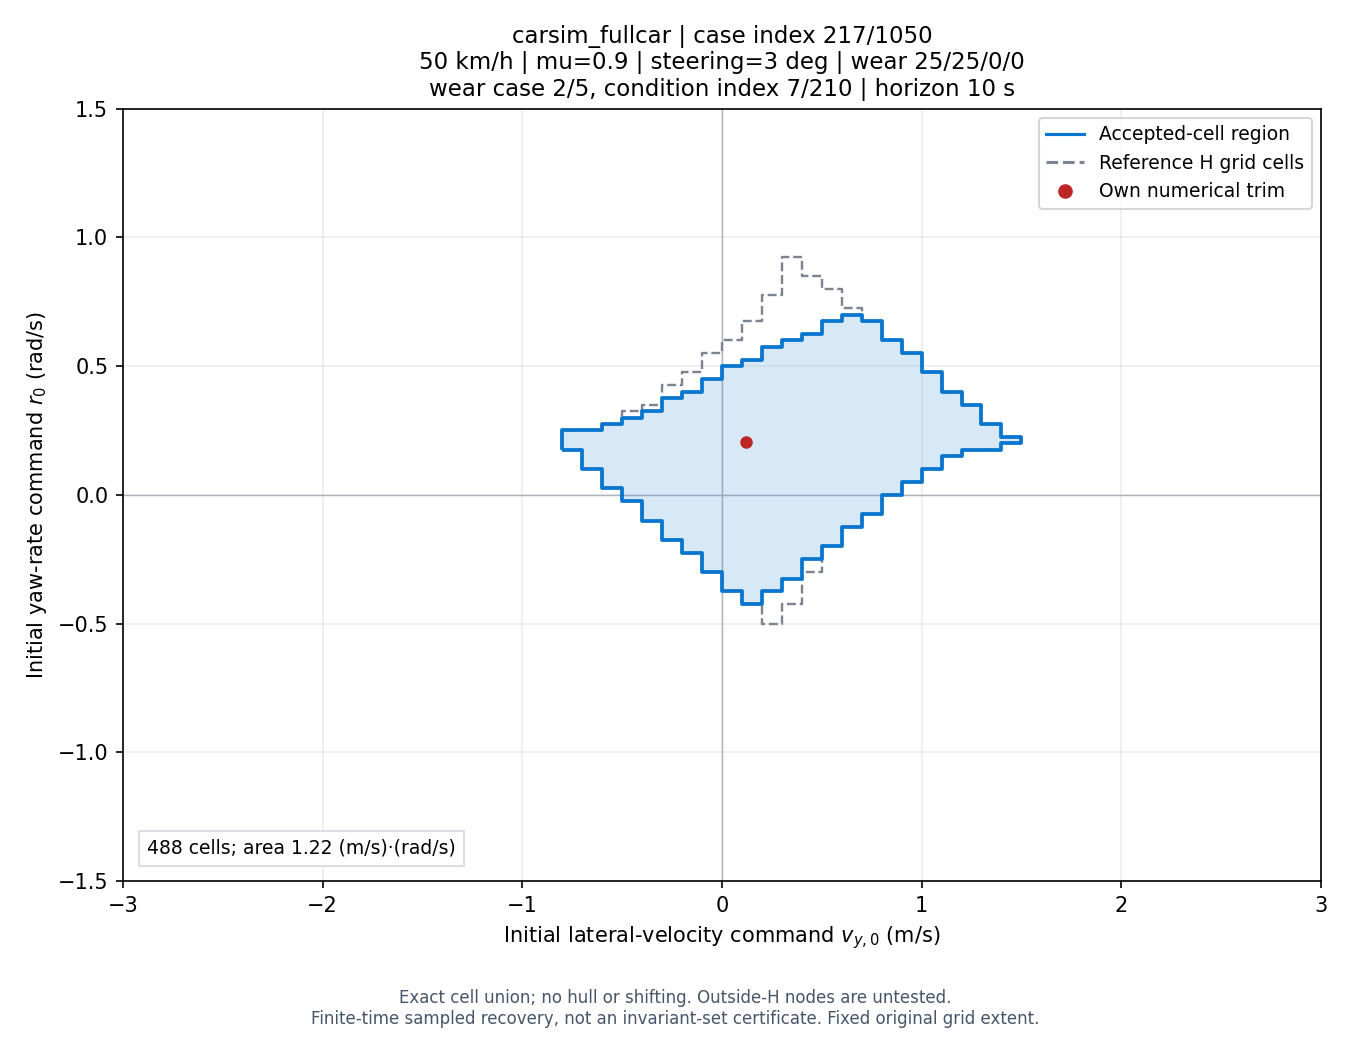 carsim_fullcar | case index 217/1050
50 km/h | mu=0.9 | steering=3 deg | wear 25/25/0/0
wear case 2/5, condition index 7/210 | horizon 10 s
Accepted-cell region
Reference H grid cells
Own numerical trim
1.5
1.0
0.5
0.0
−0.5
−1.0
−1.5
Initial yaw-rate command r₀ (rad/s)
488 cells; area 1.22 (m/s)·(rad/s)
−3
−2
−1
0
1
2
3
Initial lateral-velocity command v_{y,0} (m/s)
Exact cell union; no hull or shifting. Outside-H nodes are untested.
Finite-time sampled recovery, not an invariant-set certificate. Fixed original grid extent.